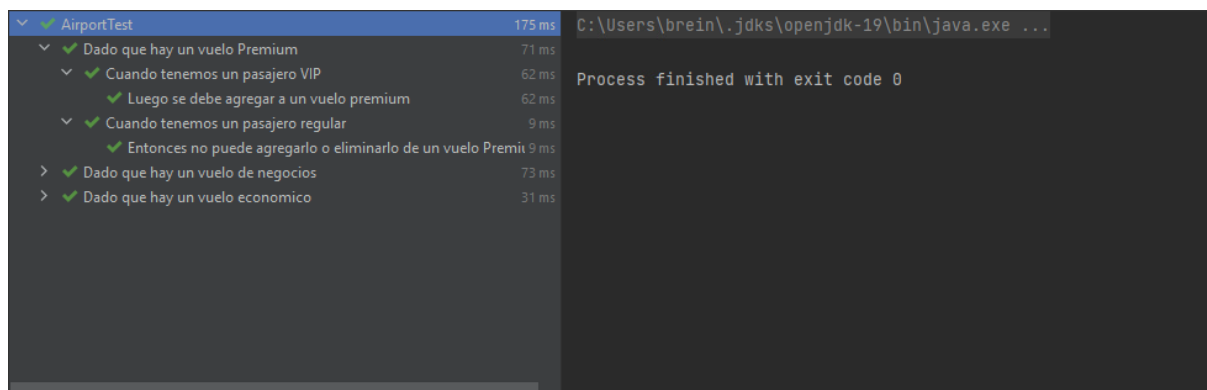 AirportTest 175 ms
Dado que hay un vuelo Premium 71 ms
Cuando tenemos un pasajero VIP 62 ms
Luego se debe agregar a un vuelo premium 62 ms
Cuando tenemos un pasajero regular 9 ms
Entonces no puede agregarlo o eliminarlo de un vuelo Premiu 9 ms
Dado que hay un vuelo de negocios 73 ms
Dado que hay un vuelo economico 31 ms
C:\Users\brein\.jdks\openjdk-19\bin\java.exe ...
Process finished with exit code 0